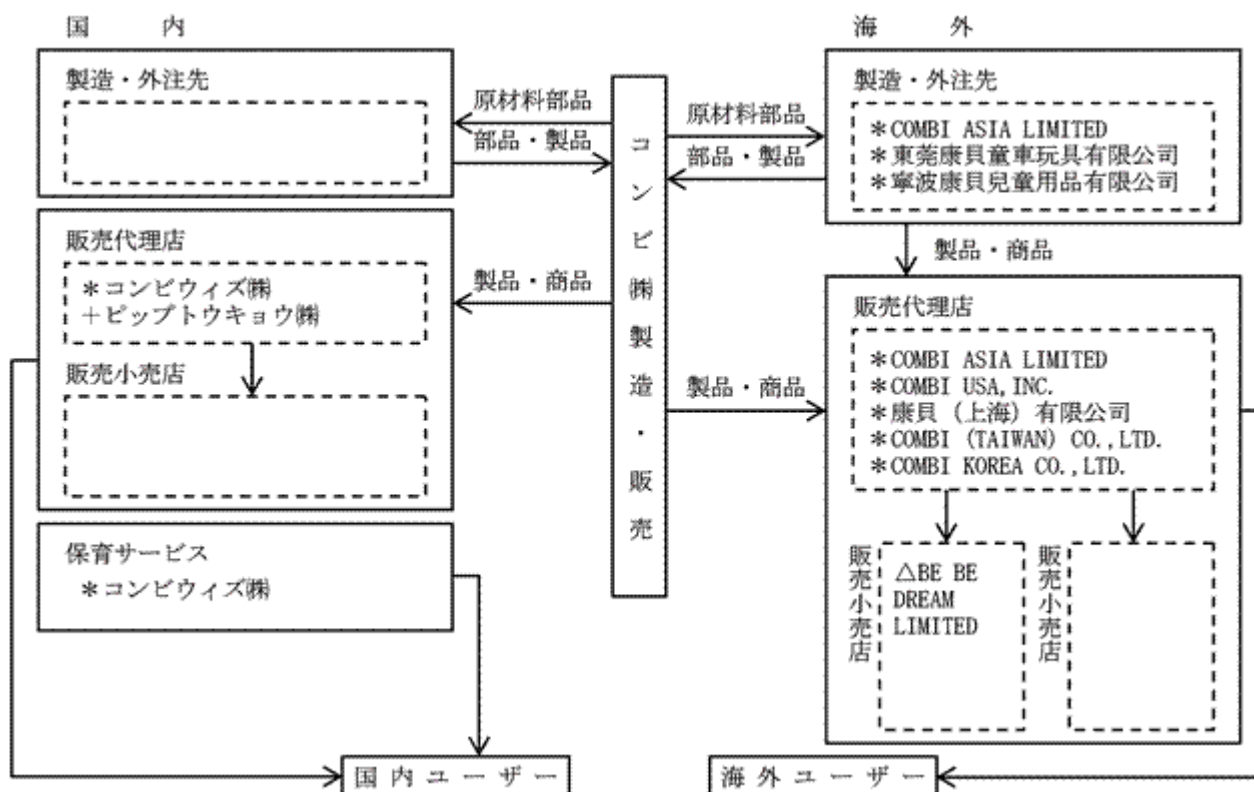 国　内
製造・外注先
原材料部品
部品・製品
販売代理店
＊コンビウィズ㈱
＋ピップトウキョウ㈱
製品・商品
販売小売店
保育サービス
＊コンビウィズ㈱
コンビ㈱製造・販売
海　外
製造・外注先
原材料部品
部品・製品
＊COMBI ASIA LIMITED
＊東莞康貝童車玩具有限公司
＊寧波康貝兒童用品有限公司
製品・商品
販売代理店
製品・商品
＊COMBI ASIA LIMITED
＊COMBI USA,INC.
＊康貝（上海）有限公司
＊COMBI (TAIWAN) CO.,LTD.
＊COMBI KOREA CO.,LTD.
販売小売店
△BE BE
DREAM
LIMITED
販売小売店
国内ユーザー
海外ユーザー